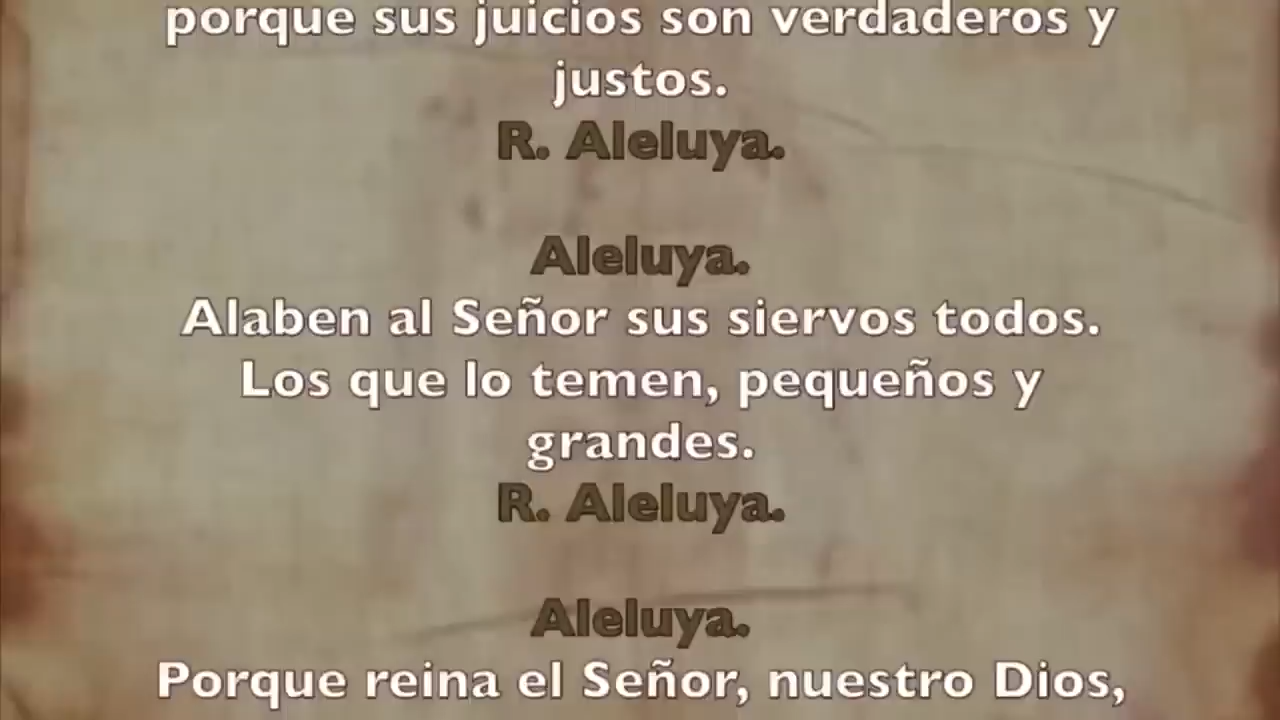 porque sus juicios son verdaderos y
justos.
R. Aleluya.
Aleluya.
Alaben al Señor sus siervos todos.
Los que lo temen, pequeños y
grandes.
R. Aleluya.
Aleluya.
Porque reina el Señor, nuestro Dios,